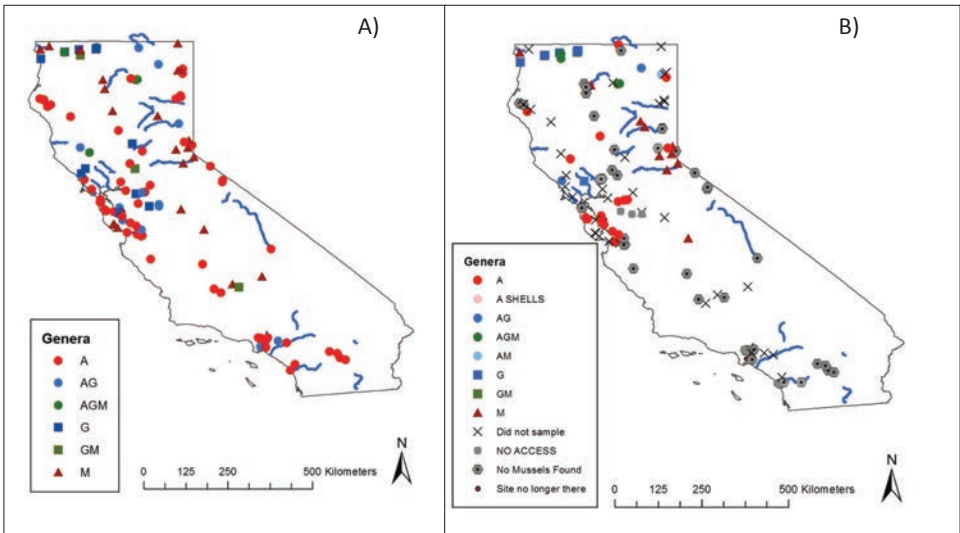 A)
Genera
A
AG
AGM
G
GM
M
N
0 125 250 500 Kilometers
B)
Genera
A
A SHELLS
AG
AGM
AM
G
GM
M
Did not sample
NO ACCESS
No Mussels Found
Site no longer there
N
0 125 250 500 Kilometers